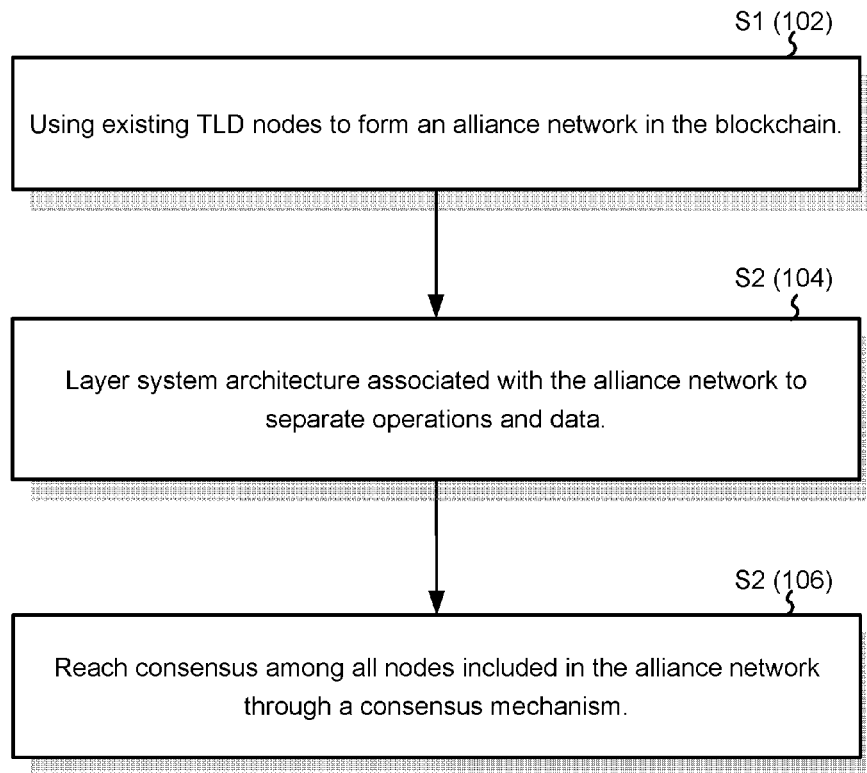 S1 (102)
Using existing TLD nodes to form an alliance network in the blockchain.
S2 (104)
Layer system architecture associated with the alliance network to
separate operations and data.
S2 (106)
Reach consensus among all nodes included in the alliance network
through a consensus mechanism.